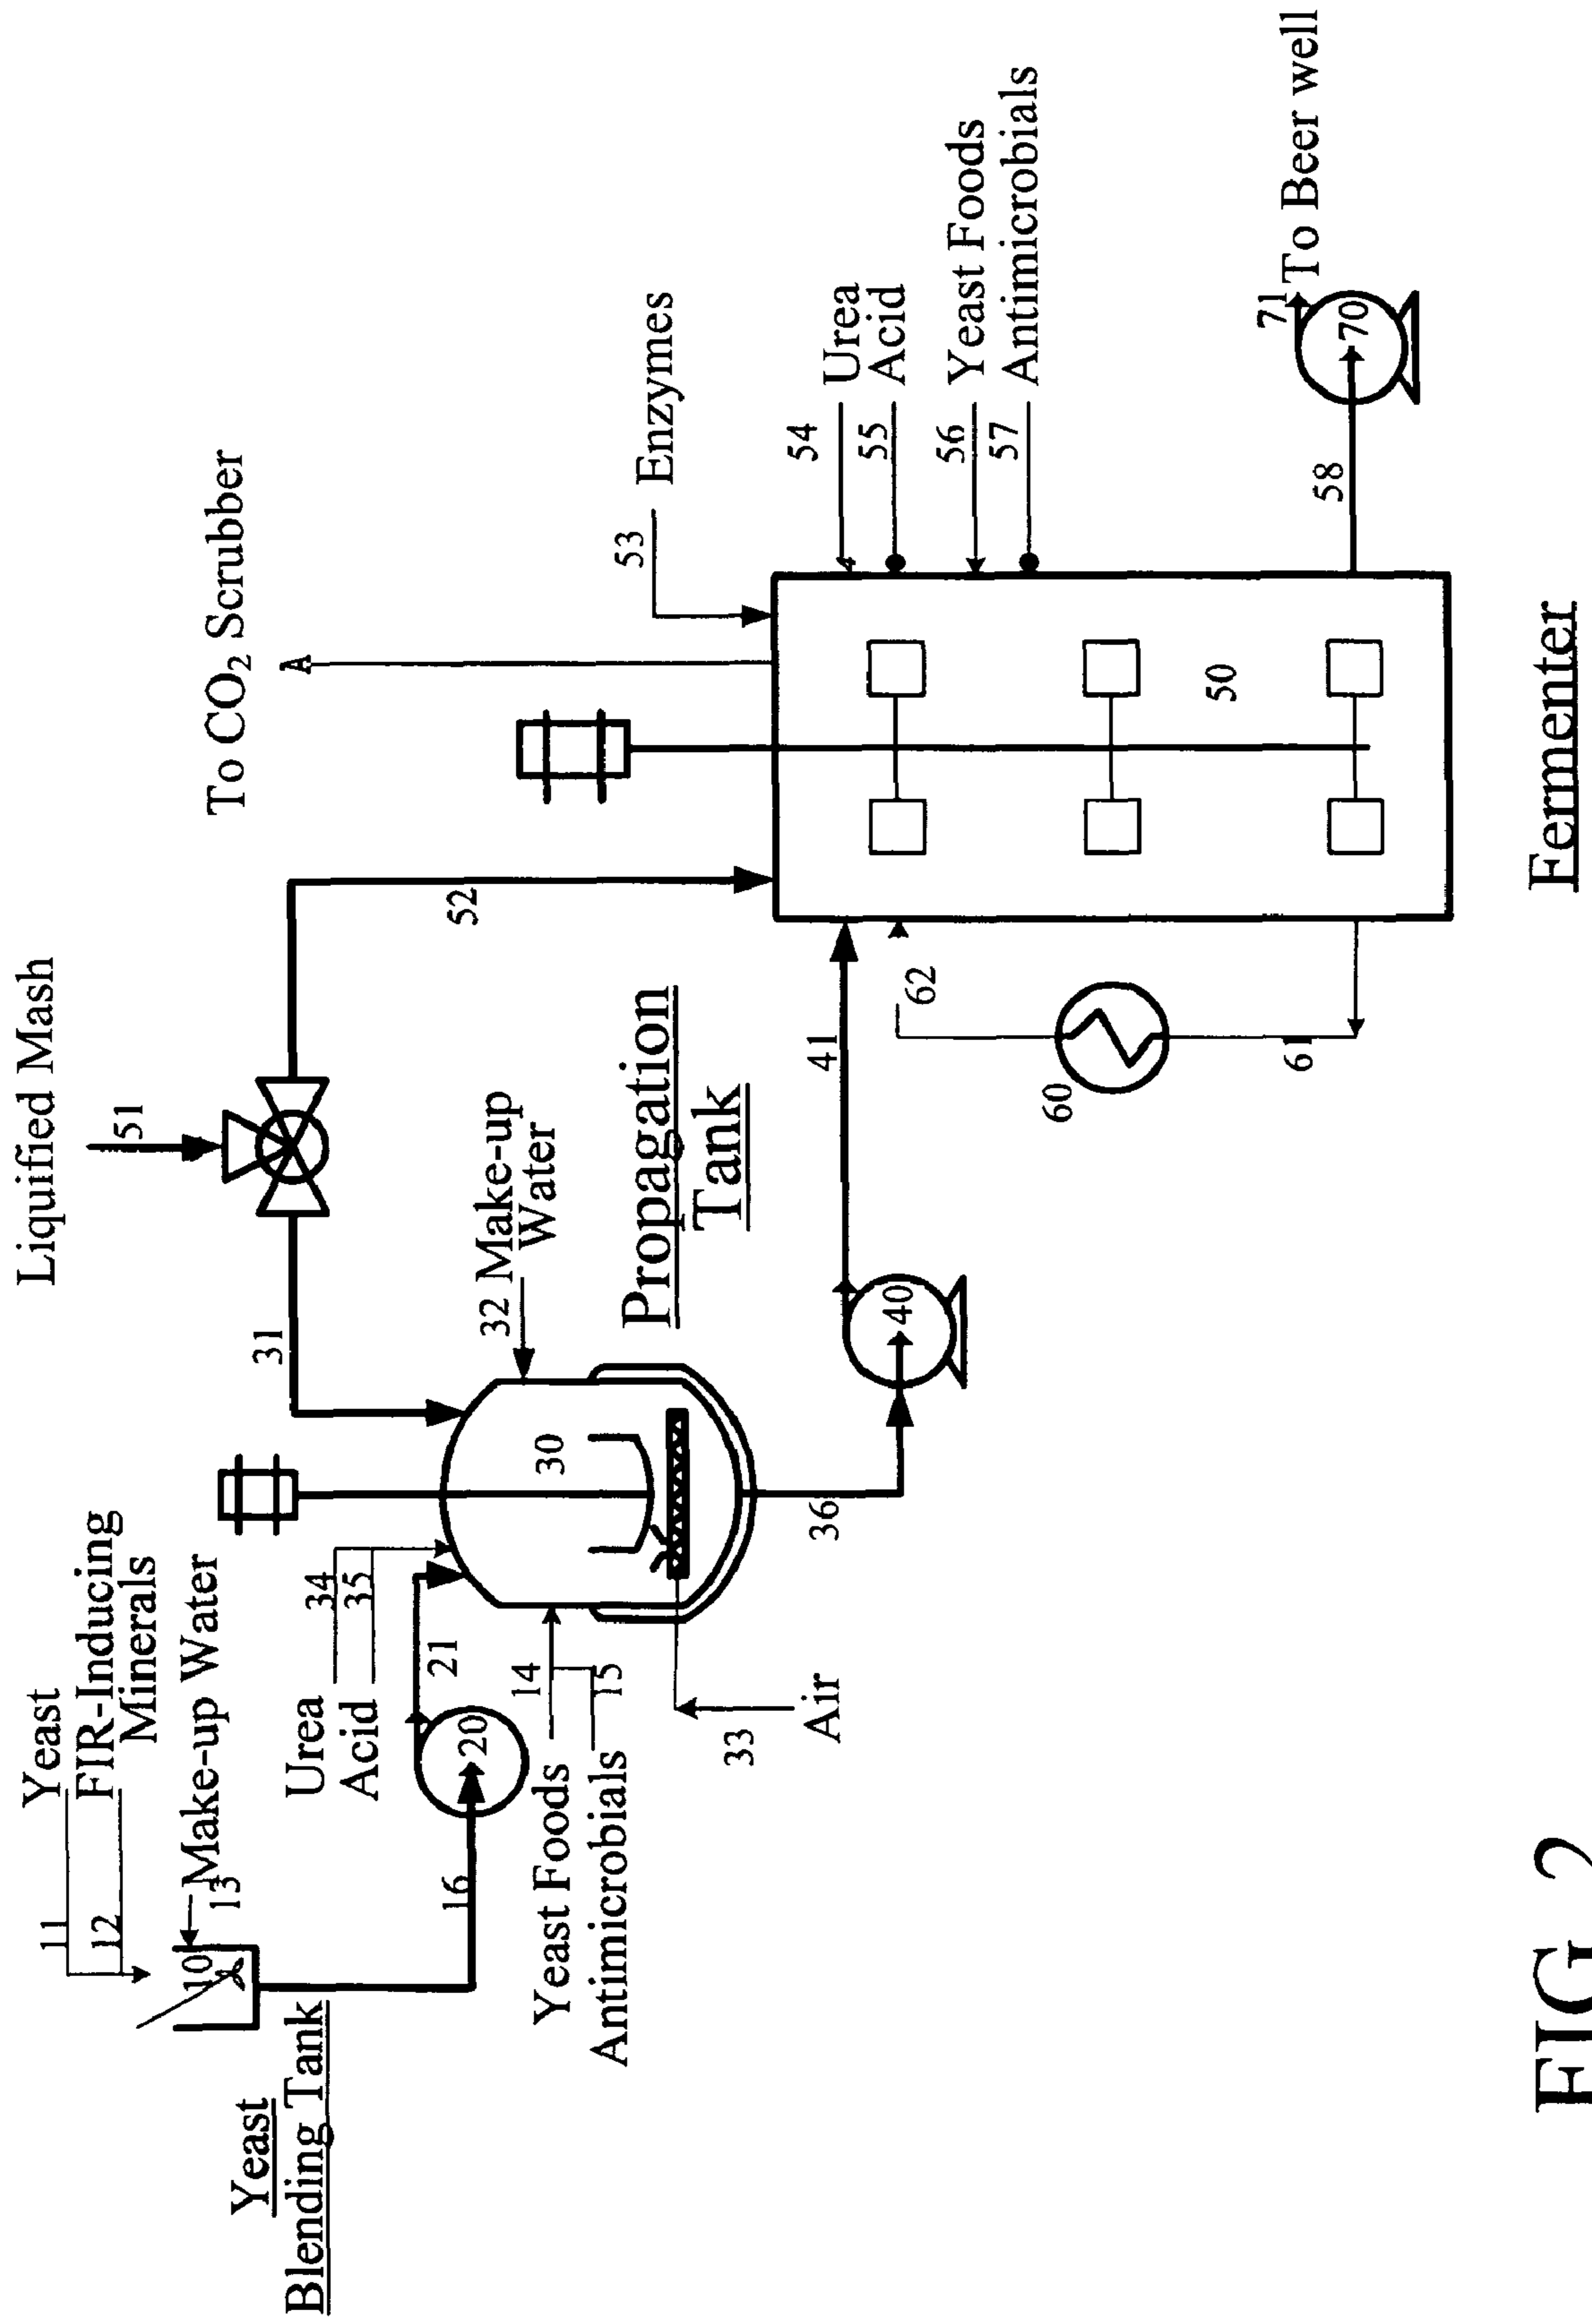 Liquified Mash
51
To CO2 Scrubber
Yeast
FIR-Inducing
Minerals
11
12
Make-up Water
13
10
Yeast
Blending Tank
31
52
53
Enzymes
Urea
Acid
34
35
32 Make-up
Water
Propagation
Tank
16
20
21
30
Yeast Foods
Antimicrobials
14
15
33
Air
36
40
41
62
60
61
50
54
55
56
57
Urea
Acid
Yeast Foods
Antimicrobials
58
70
71
To Beer well
Fermenter
FIG. 2